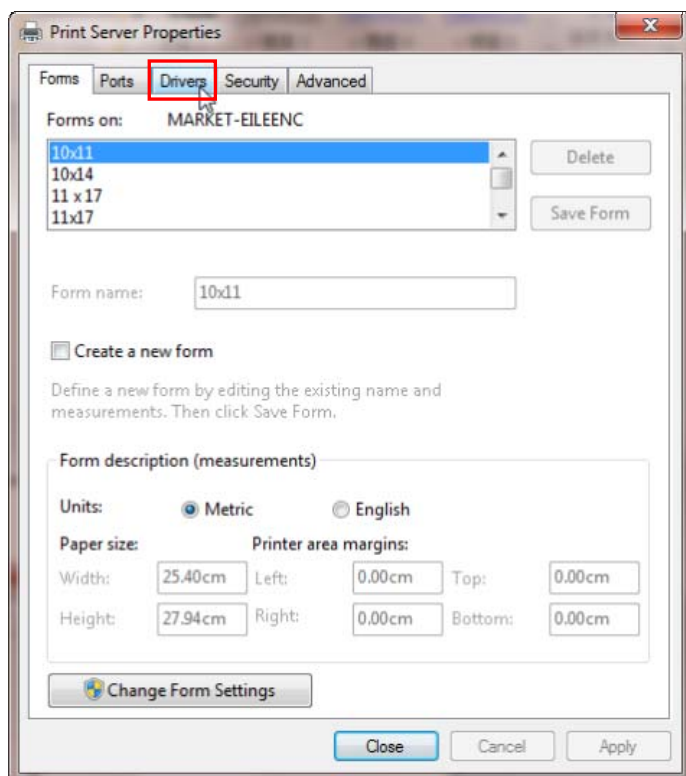 Print Server Properties
Forms Ports Drivers Security Advanced
Forms on: MARKET-EILEENC
10x11
10x14
11 x 17
11x17
Delete
Save Form
Form name: 10x11
Create a new form
Define a new form by editing the existing name and
measurements. Then click Save Form.
Form description (measurements)
Units: Metric English
Paper size: Printer area margins:
Width: 25.40cm Left: 0.00cm Top: 0.00cm
Height: 27.94cm Right: 0.00cm Bottom: 0.00cm
Change Form Settings
Close Cancel Apply